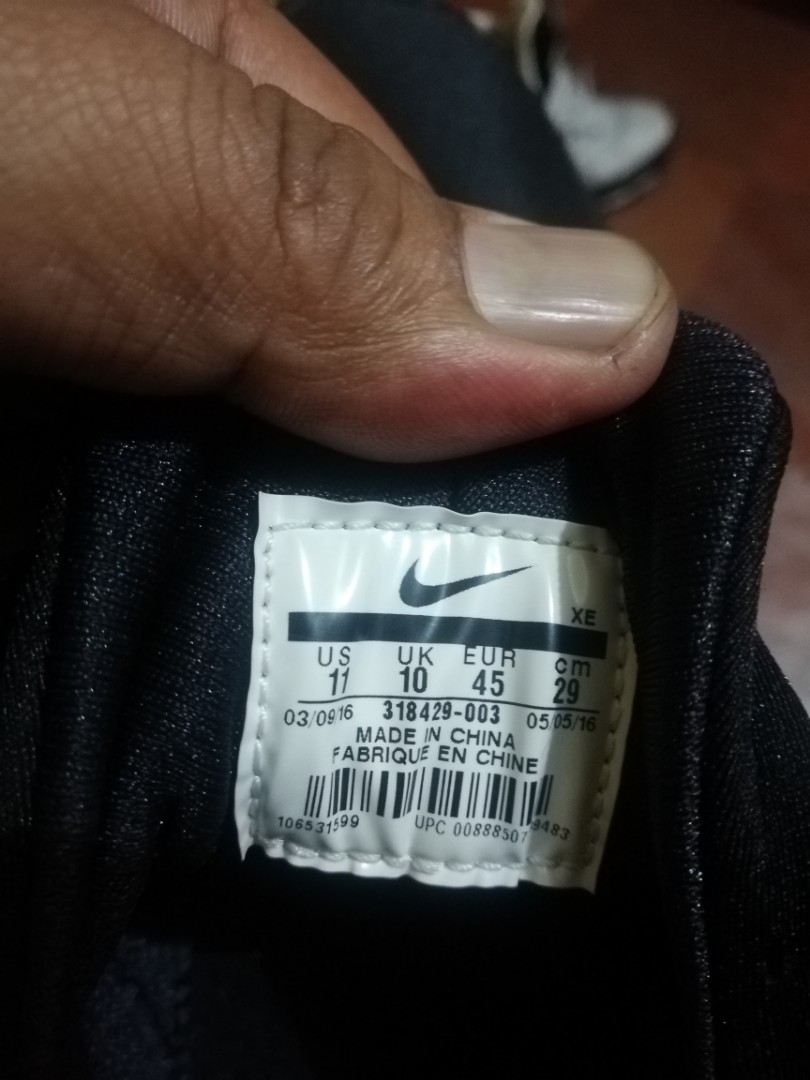 XE
US UK EUR cm
11 10 45 29
03/09/16 318429-003 05/05/16
MADE IN CHINA
FABRIQUE EN CHINE
106531599 UPC 00888507